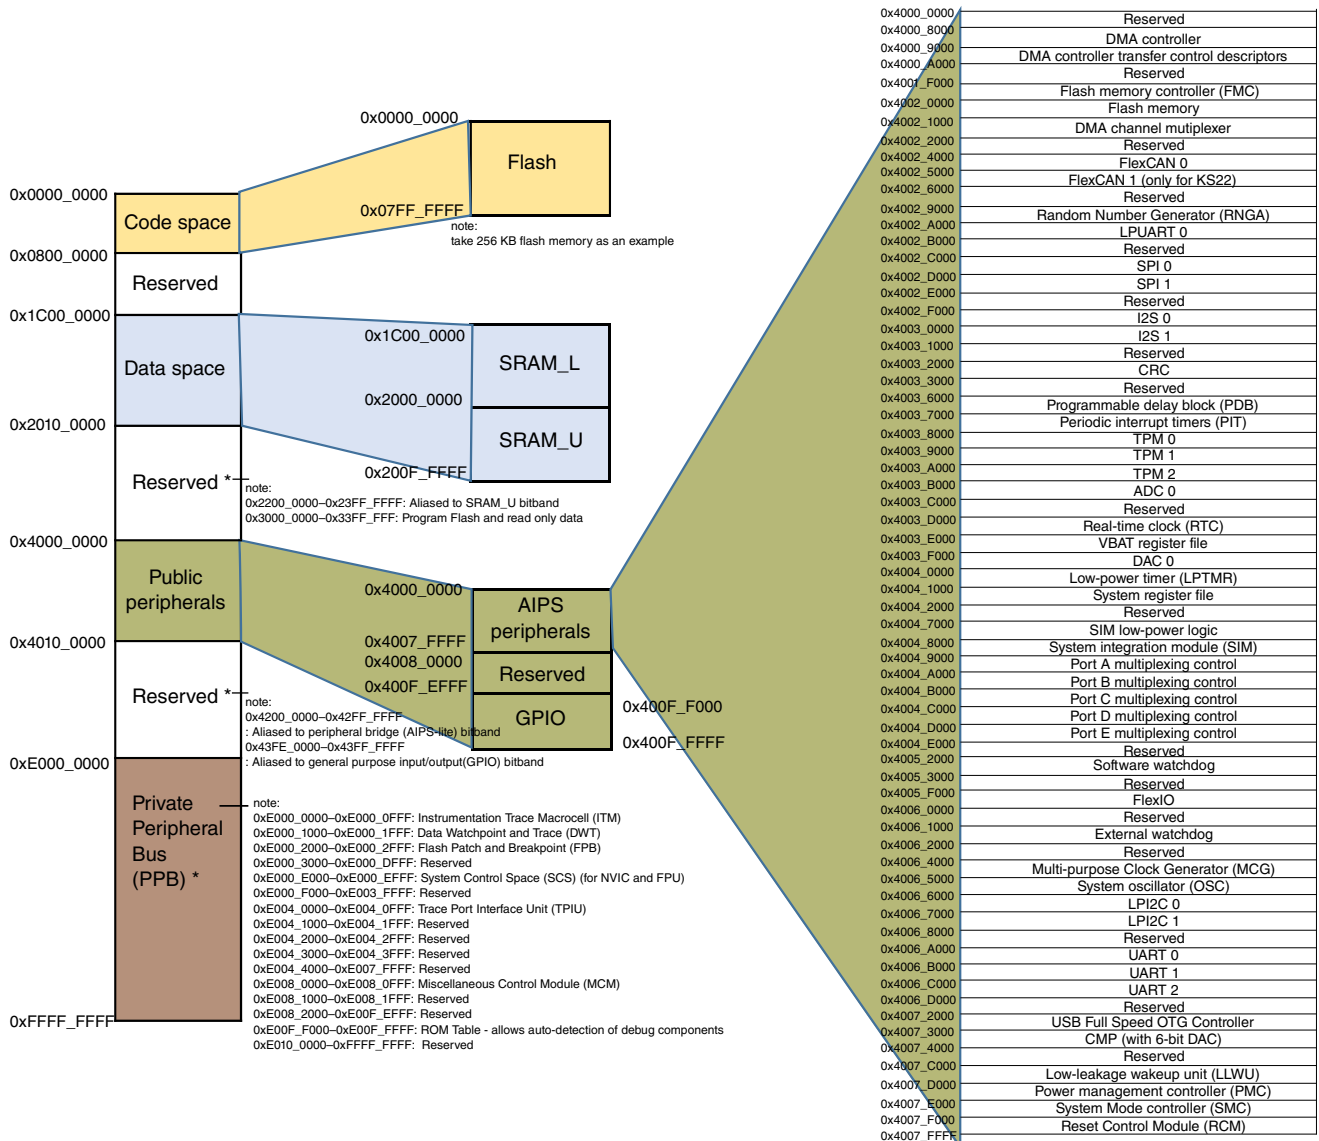 0x0000_0000
Code space
0x0800_0000
Reserved
0x1C00_0000
Data space
0x2010_0000
Reserved *
0x4000_0000
Public
peripherals
0x4010_0000
Reserved *
0xE000_0000
Private
Peripheral
Bus
(PPB) *
0xFFFF_FFFF
0x0000_0000
Flash
0x07FF_FFFF
note:
take 256 KB flash memory as an example
0x1C00_0000
SRAM_L
0x2000_0000
SRAM_U
0x200F_FFFF
note:
0x2200_0000–0x23FF_FFFF: Aliased to SRAM_U bitband
0x3000_0000–0x33FF_FFF: Program Flash and read only data
0x4000_0000
AIPS
peripherals
0x4007_FFFF
0x4008_0000
Reserved
0x400F_EFFF
GPIO
0x400F_F000
0x400F_FFFF
note:
0x4200_0000–0x42FF_FFFF
: Aliased to peripheral bridge (AIPS-lite) bitband
0x43FE_0000–0x43FF_FFFF
: Aliased to general purpose input/output(GPIO) bitband
note:
0xE000_0000–0xE000_0FFF: Instrumentation Trace Macrocell (ITM)
0xE000_1000–0xE000_1FFF: Data Watchpoint and Trace (DWT)
0xE000_2000–0xE000_2FFF: Flash Patch and Breakpoint (FPB)
0xE000_3000–0xE000_DFFF: Reserved
0xE000_E000–0xE000_EFFF: System Control Space (SCS) (for NVIC and FPU)
0xE000_F000–0xE003_FFFF: Reserved
0xE004_0000–0xE004_0FFF: Trace Port Interface Unit (TPIU)
0xE004_1000–0xE004_1FFF: Reserved
0xE004_2000–0xE004_2FFF: Reserved
0xE004_3000–0xE004_3FFF: Reserved
0xE004_4000–0xE007_FFFF: Reserved
0xE008_0000–0xE008_0FFF: Miscellaneous Control Module (MCM)
0xE008_1000–0xE008_1FFF: Reserved
0xE008_2000–0xE00F_EFFF: Reserved
0xE00F_F000–0xE00F_FFFF: ROM Table - allows auto-detection of debug components
0xE010_0000–0xFFFF_FFFF: Reserved
0x4000_0000
Reserved
0x4000_8000
DMA controller
0x4000_9000
DMA controller transfer control descriptors
0x4000_A000
Reserved
0x4001_F000
Flash memory controller (FMC)
0x4002_0000
Flash memory
0x4002_1000
DMA channel mutiplexer
0x4002_2000
Reserved
0x4002_4000
FlexCAN 0
0x4002_5000
FlexCAN 1 (only for KS22)
0x4002_6000
Reserved
0x4002_9000
Random Number Generator (RNGA)
0x4002_A000
LPUART 0
0x4002_B000
Reserved
0x4002_C000
SPI 0
0x4002_D000
SPI 1
0x4002_E000
Reserved
0x4002_F000
I2S 0
0x4003_0000
I2S 1
0x4003_1000
Reserved
0x4003_2000
CRC
0x4003_3000
Reserved
0x4003_6000
Programmable delay block (PDB)
0x4003_7000
Periodic interrupt timers (PIT)
0x4003_8000
TPM 0
0x4003_9000
TPM 1
0x4003_A000
TPM 2
0x4003_B000
ADC 0
0x4003_C000
Reserved
0x4003_D000
Real-time clock (RTC)
0x4003_E000
VBAT register file
0x4003_F000
DAC 0
0x4004_0000
Low-power timer (LPTMR)
0x4004_1000
System register file
0x4004_2000
Reserved
0x4004_7000
SIM low-power logic
0x4004_8000
System integration module (SIM)
0x4004_9000
Port A multiplexing control
0x4004_A000
Port B multiplexing control
0x4004_B000
Port C multiplexing control
0x4004_C000
Port D multiplexing control
0x4004_D000
Port E multiplexing control
0x4004_E000
Reserved
0x4005_2000
Software watchdog
0x4005_3000
Reserved
0x4005_F000
FlexIO
0x4006_0000
Reserved
0x4006_1000
External watchdog
0x4006_2000
Reserved
0x4006_4000
Multi-purpose Clock Generator (MCG)
0x4006_5000
System oscillator (OSC)
0x4006_6000
LPI2C 0
0x4006_7000
LPI2C 1
0x4006_8000
Reserved
0x4006_A000
UART 0
0x4006_B000
UART 1
0x4006_C000
UART 2
0x4006_D000
Reserved
0x4007_2000
USB Full Speed OTG Controller
0x4007_3000
CMP (with 6-bit DAC)
0x4007_4000
Reserved
0x4007_C000
Low-leakage wakeup unit (LLWU)
0x4007_D000
Power management controller (PMC)
0x4007_E000
System Mode controller (SMC)
0x4007_F000
Reset Control Module (RCM)
0x4007_FFFF